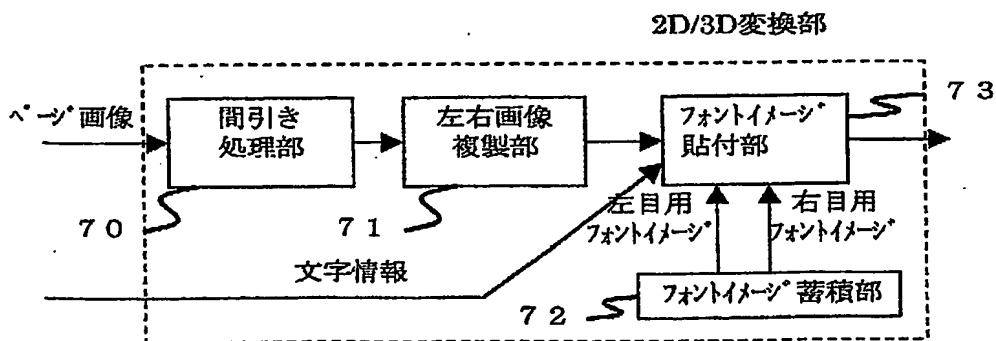 2D/3D変換部
ページ画像
間引き
処理部
左右画像
複製部
フォントイメージ
貼付部
73
70
71
左目用
フォントイメージ
右目用
フォントイメージ
文字情報
72
フォントイメージ蓄積部